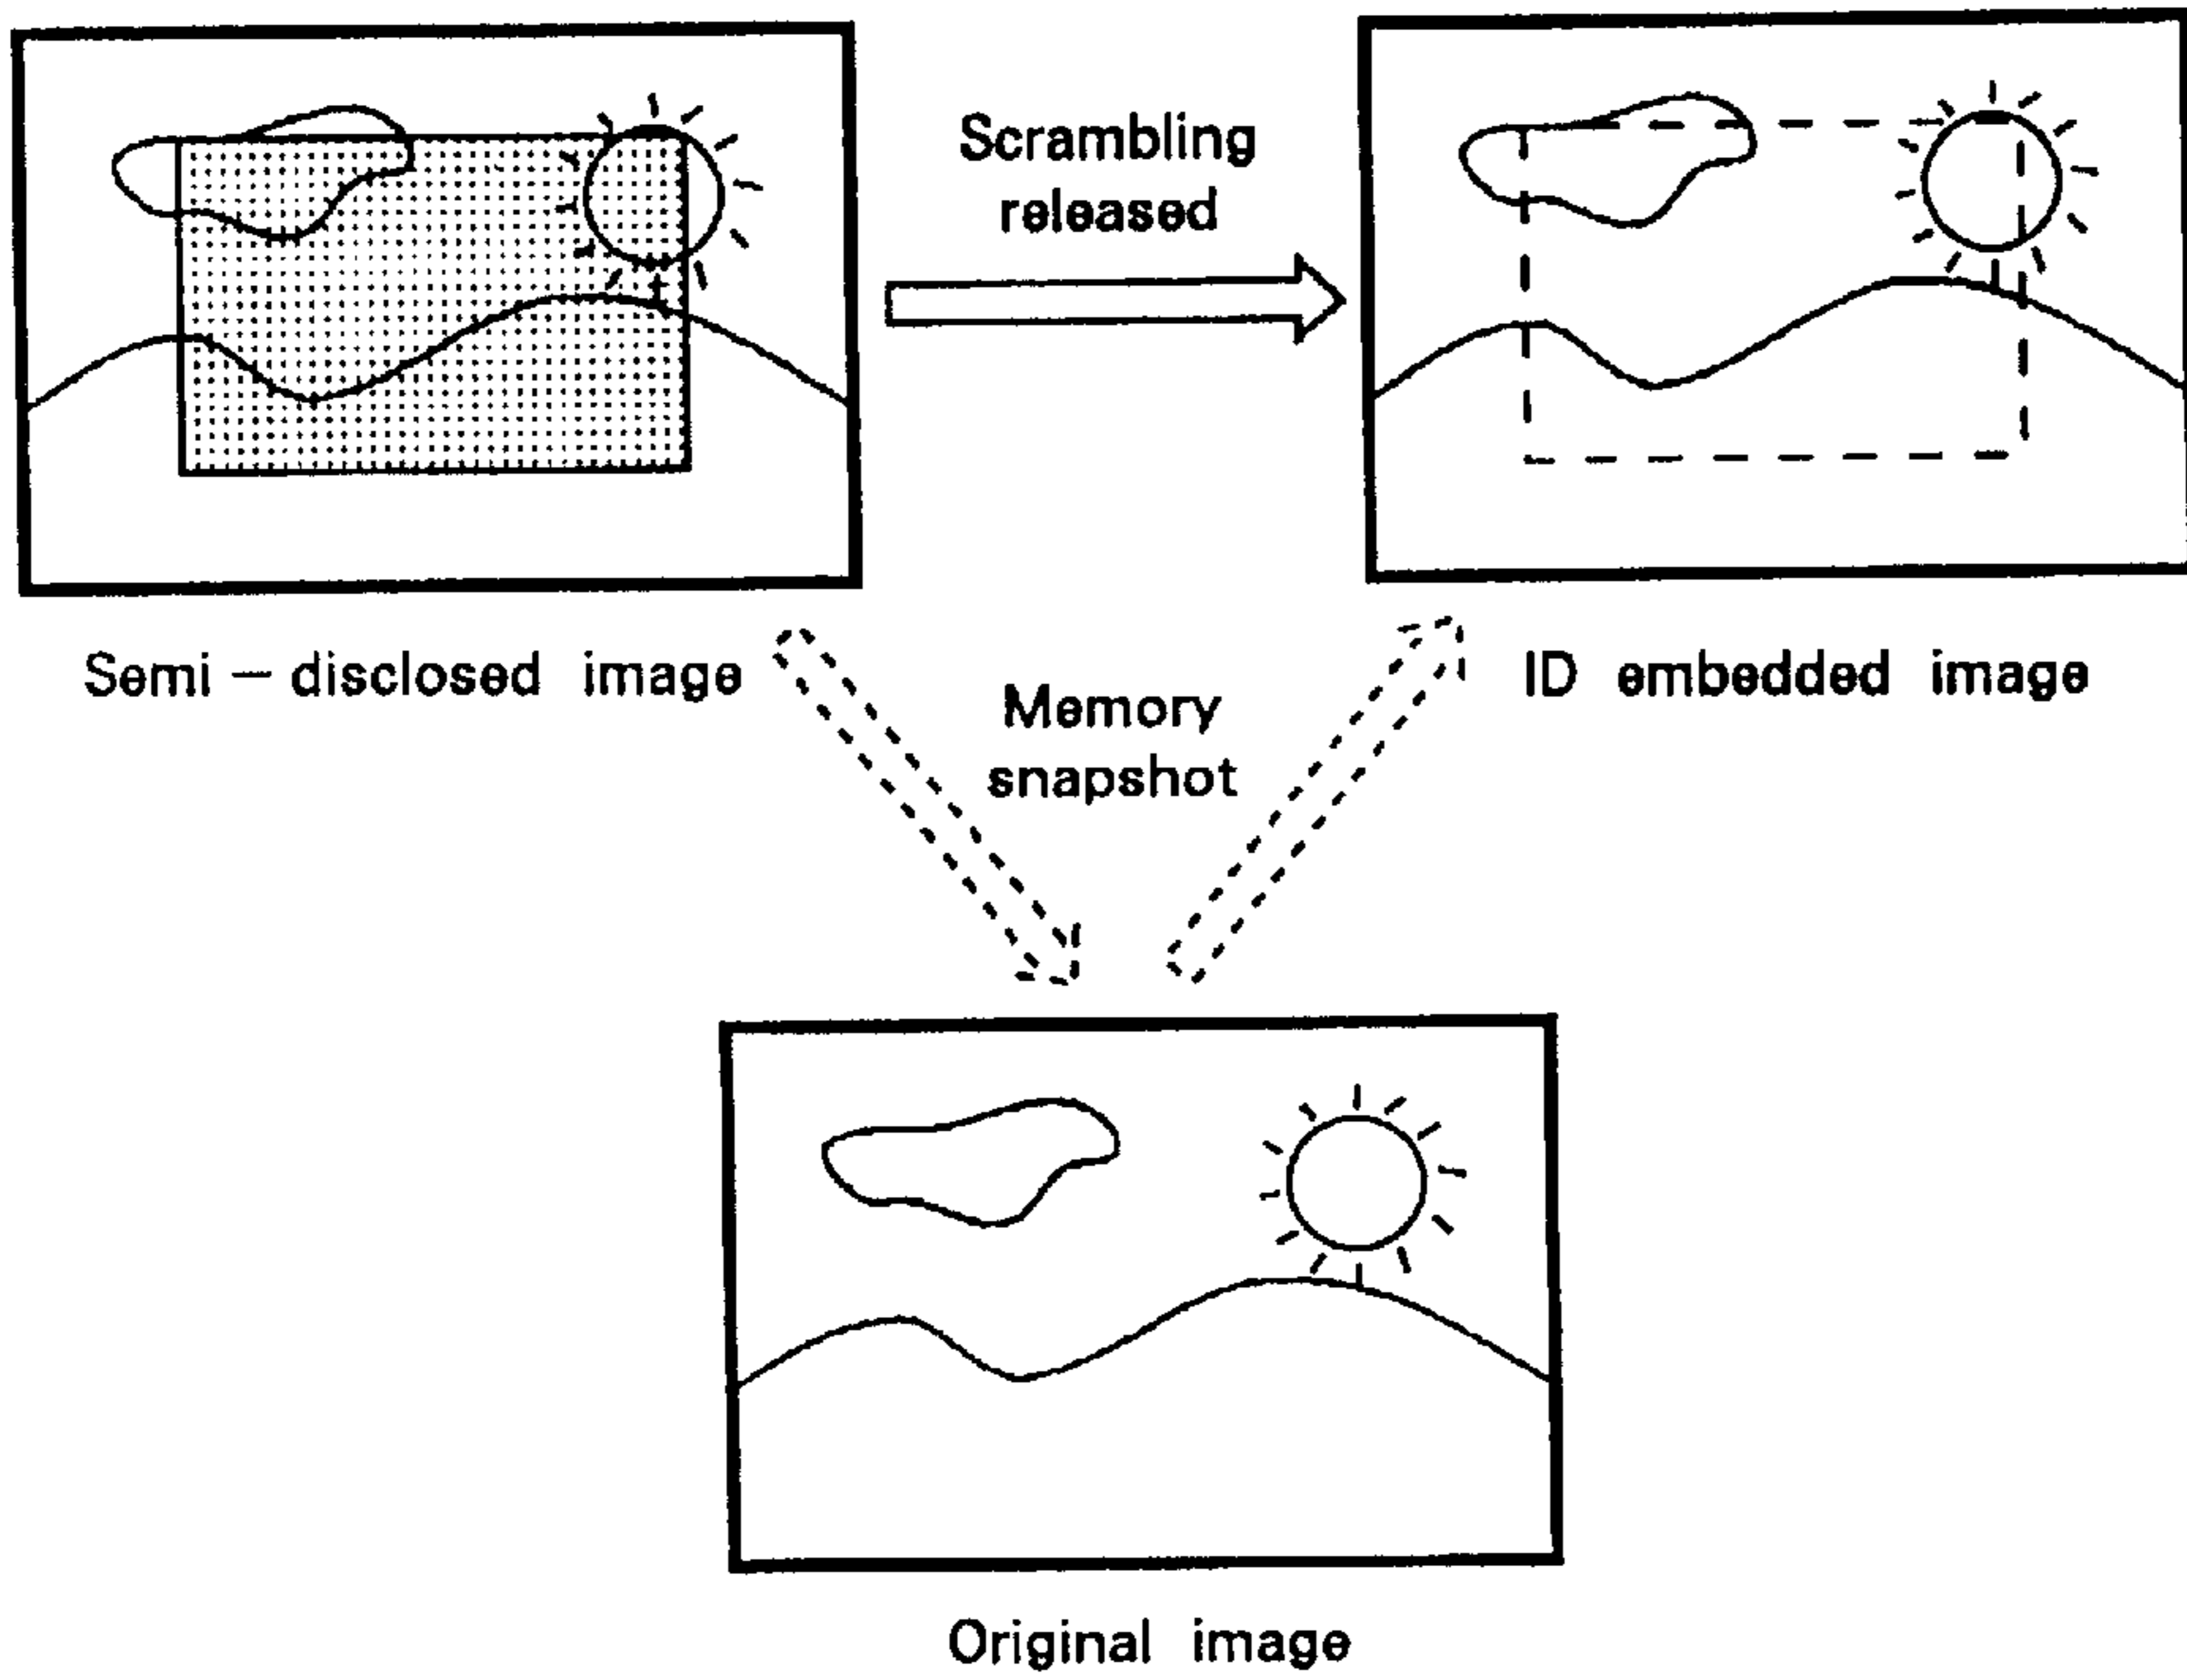 Scrambling
released
Semi – disclosed image
ID embedded image
Memory
snapshot
Original image